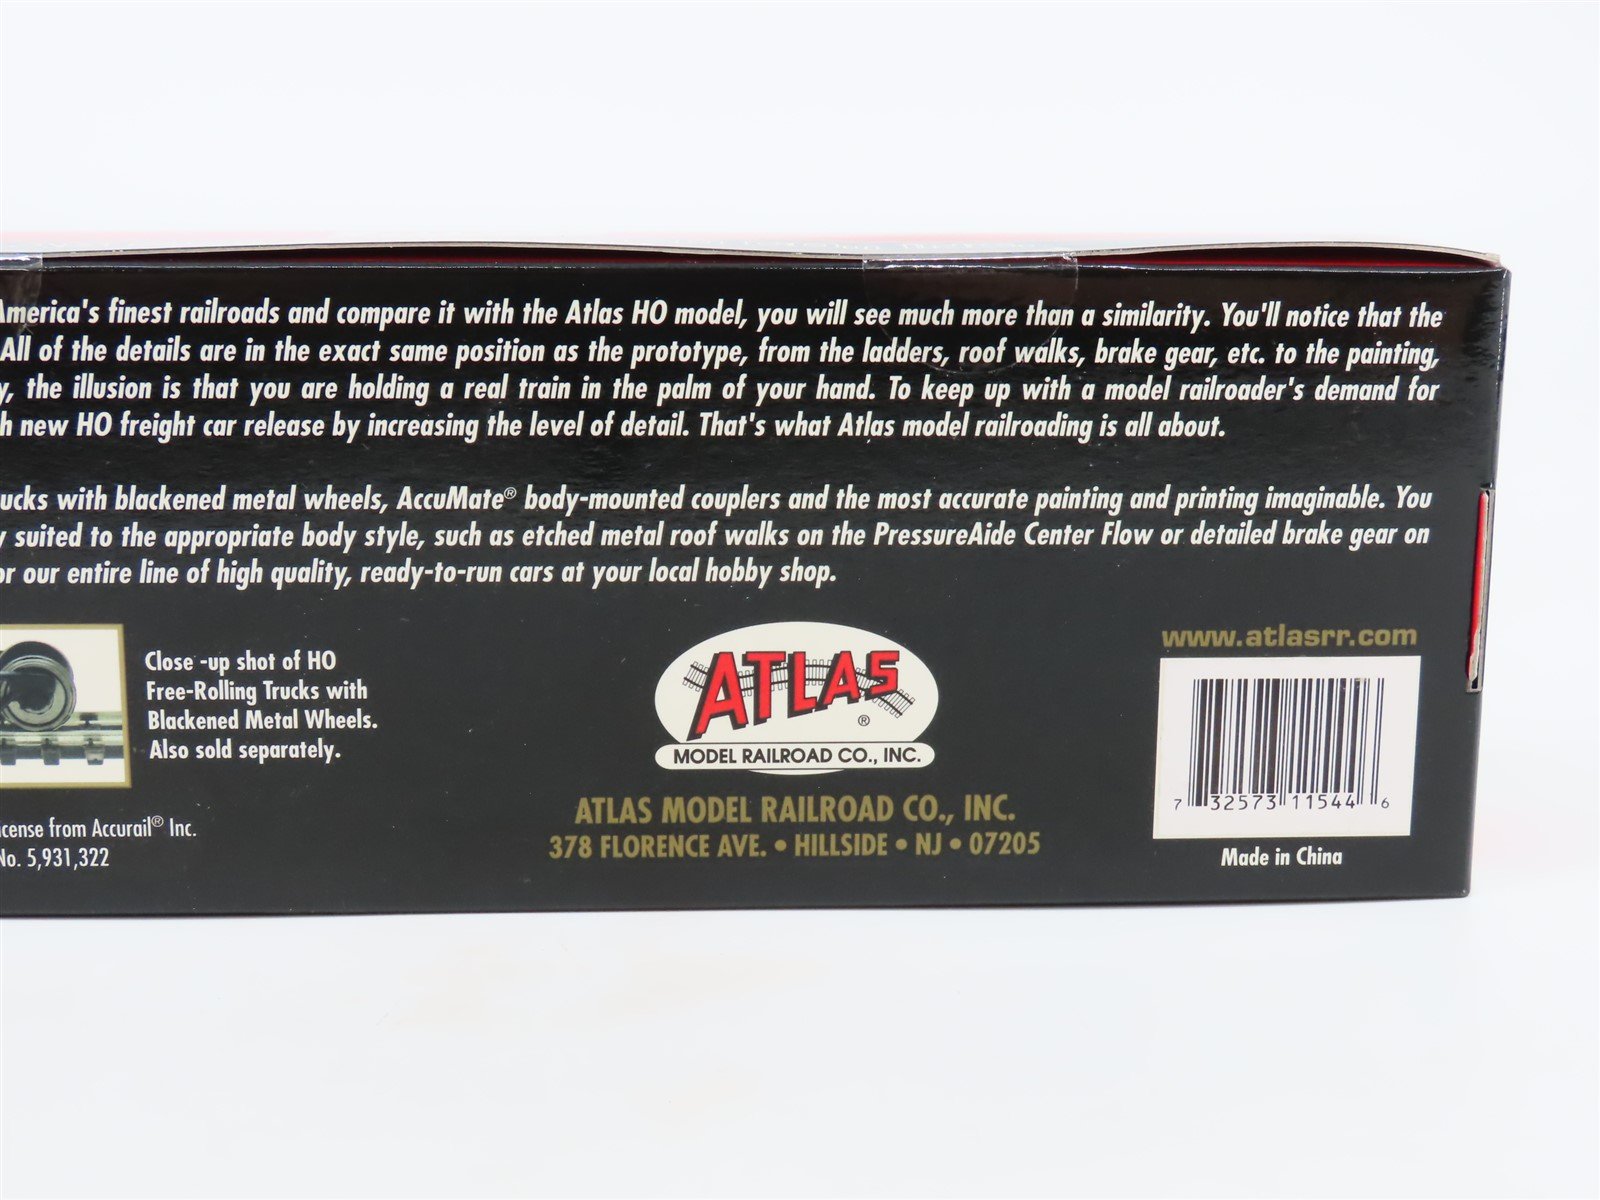 America's finest railroads and compare it with the Atlas HO model, you will see much more than a similarity. You'll notice that the
All of the details are in the exact same position as the prototype, from the ladders, roof walks, brake gear, etc. to the painting,
y, the illusion is that you are holding a real train in the palm of your hand. To keep up with a model railroader's demand for
h new HO freight car release by increasing the level of detail. That's what Atlas model railroading is all about.
ucks with blackened metal wheels, AccuMate® body-mounted couplers and the most accurate painting and printing imaginable. You
y suited to the appropriate body style, such as etched metal roof walks on the PressureAide Center Flow or detailed brake gear on
or our entire line of high quality, ready-to-run cars at your local hobby shop.
Close -up shot of HO
Free-Rolling Trucks with
Blackened Metal Wheels.
Also sold separately.
icense from Accurail® Inc.
No. 5,931,322
ATLAS
®
MODEL RAILROAD CO., INC.
ATLAS MODEL RAILROAD CO., INC.
378 FLORENCE AVE. • HILLSIDE • NJ • 07205
www.atlasrr.com
7 32573 11544 6
Made in China